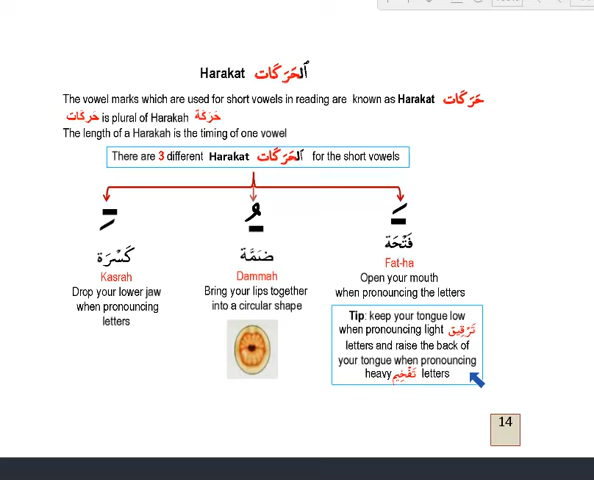 Harakat ٱلحَرَكَات
The vowel marks which are used for short vowels in reading are known as Harakat حَرَكَات
حَركَات is plural of Harakah حَرَكَة
The length of a Harakah is the timing of one vowel
There are 3 different Harakat ٱلحَرَكَات for the short vowels
كَسْرَة
Kasrah
Drop your lower jaw
when pronouncing
letters
ضَمَّة
Dammah
Bring your lips together
into a circular shape
فَتْحَة
Fat-ha
Open your mouth
when pronouncing the letters
Tip: keep your tongue low
when pronouncing light تَرْقِيق
letters and raise the back of
your tongue when pronouncing
heavy تَفْخِيم letters
14